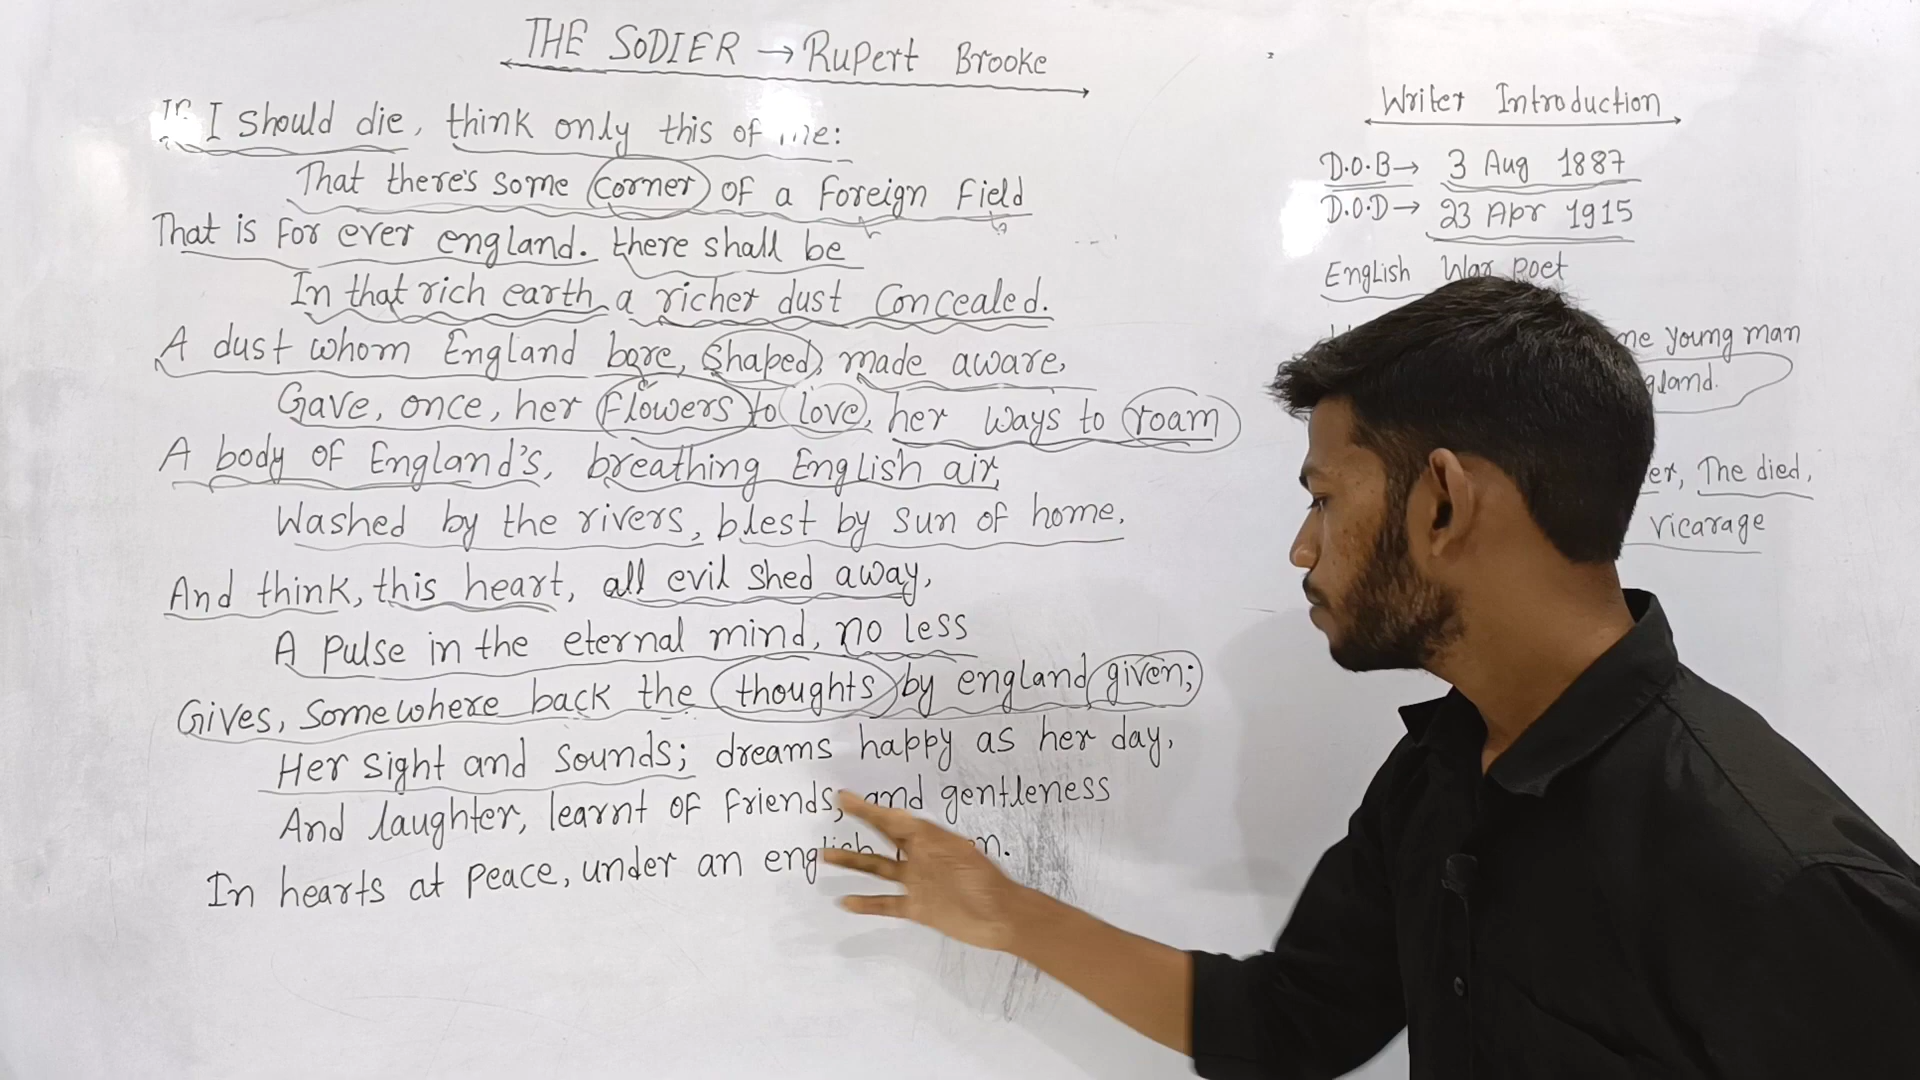 THE SODIER → Rupert Brooke
If I should die, think only this of me:
That there's some corner of a foreign field
That is for ever england. there shall be
In that rich earth a richer dust concealed.
A dust whom England bore, shaped, made aware,
Gave, once, her flowers to love, her ways to roam
A body of England's, breathing English air,
Washed by the rivers, blest by sun of home.
And think, this heart, all evil shed away,
A pulse in the eternal mind, no less
Gives, somewhere back the thoughts by england given;
Her sight and sounds; dreams happy as her day,
And laughter, learnt of friends; and gentleness
In hearts at peace, under an english
Writer Introduction
D.O.B → 3 Aug 1887
D.O.D → 23 Apr 1915
English War poet
young man
The died,
vicarage